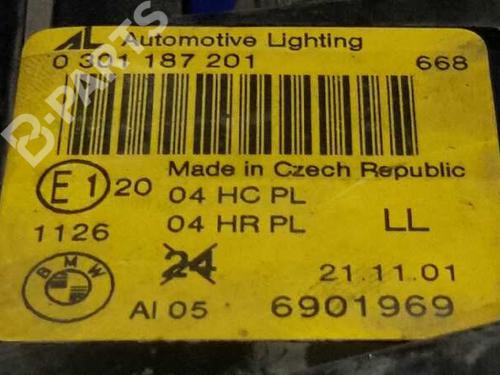 AL Automotive Lighting
0 301 187 201 668
B-PARTS
Made in Czech Republic
E1 20 04 HC PL
1126 04 HR PL LL
24 21.11.01
BMW AI 05 6901969